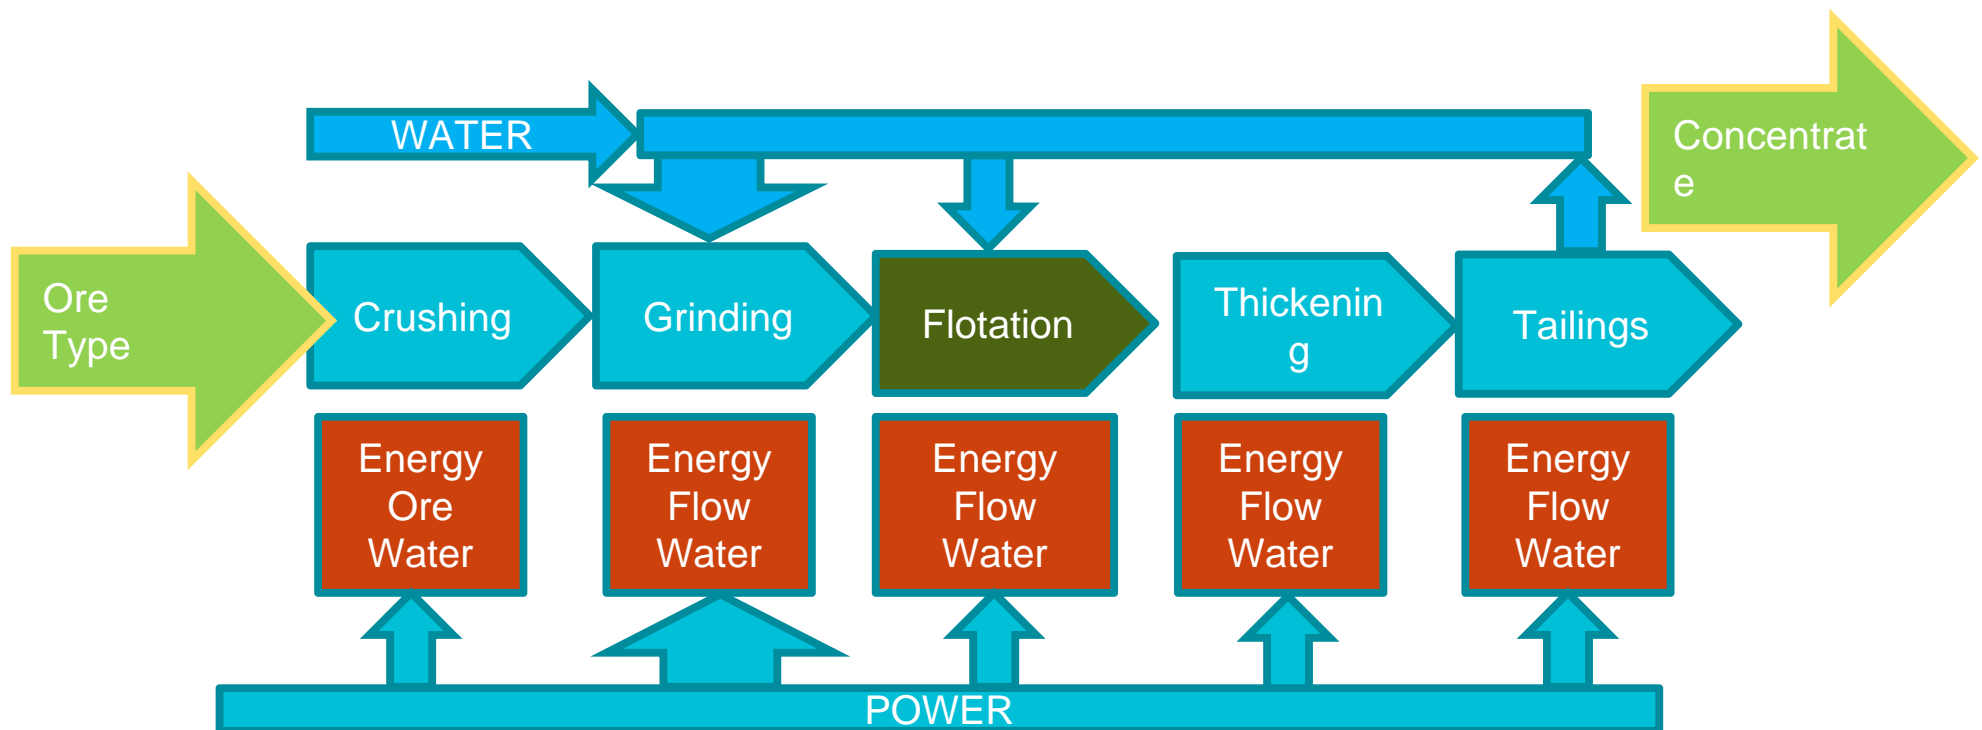 WATER
Concentrat
e
Ore
Type
Crushing
Grinding
Flotation
Thickenin
g
Tailings
Energy
Ore
Water
Energy
Flow
Water
Energy
Flow
Water
Energy
Flow
Water
Energy
Flow
Water
POWER